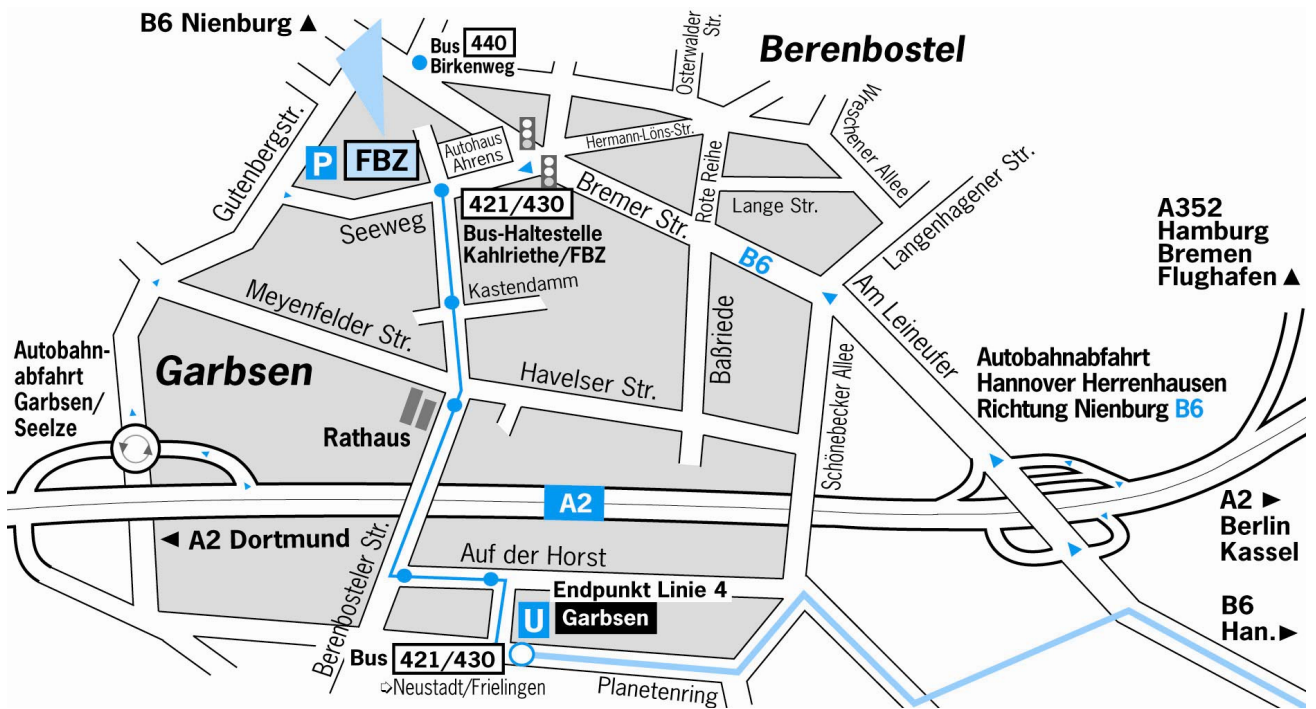 B6 Nienburg ▲
Bus 440
Birkenweg
Osterwalder
Str.
Berenbostel
Wreschener Allee
Gutenbergstr.
P
FBZ
Autohaus
Ahrens
Hermann-Löns-Str.
Rote Reihe
Lange Str.
Langenhagener Str.
Bremer Str.
B6
Seeweg
421/430
Bus-Haltestelle
Kahlriethe/FBZ
Kastendamm
A352
Hamburg
Bremen
Flughafen ▲
Meyenfelder Str.
Am Leineufer
Autobahn-
abfahrt
Garbsen/
Seelze
Garbsen
Havelser Str.
Baßriede
Schönebecker Allee
Autobahnabfahrt
Hannover Herrenhausen
Richtung Nienburg B6
Rathaus
A2
◄ A2 Dortmund
A2 ►
Berlin
Kassel
Auf der Horst
Berenbosteler Str.
Endpunkt Linie 4
U Garbsen
B6
Han.►
Bus 421/430
➪Neustadt/Frielingen
Planetenring